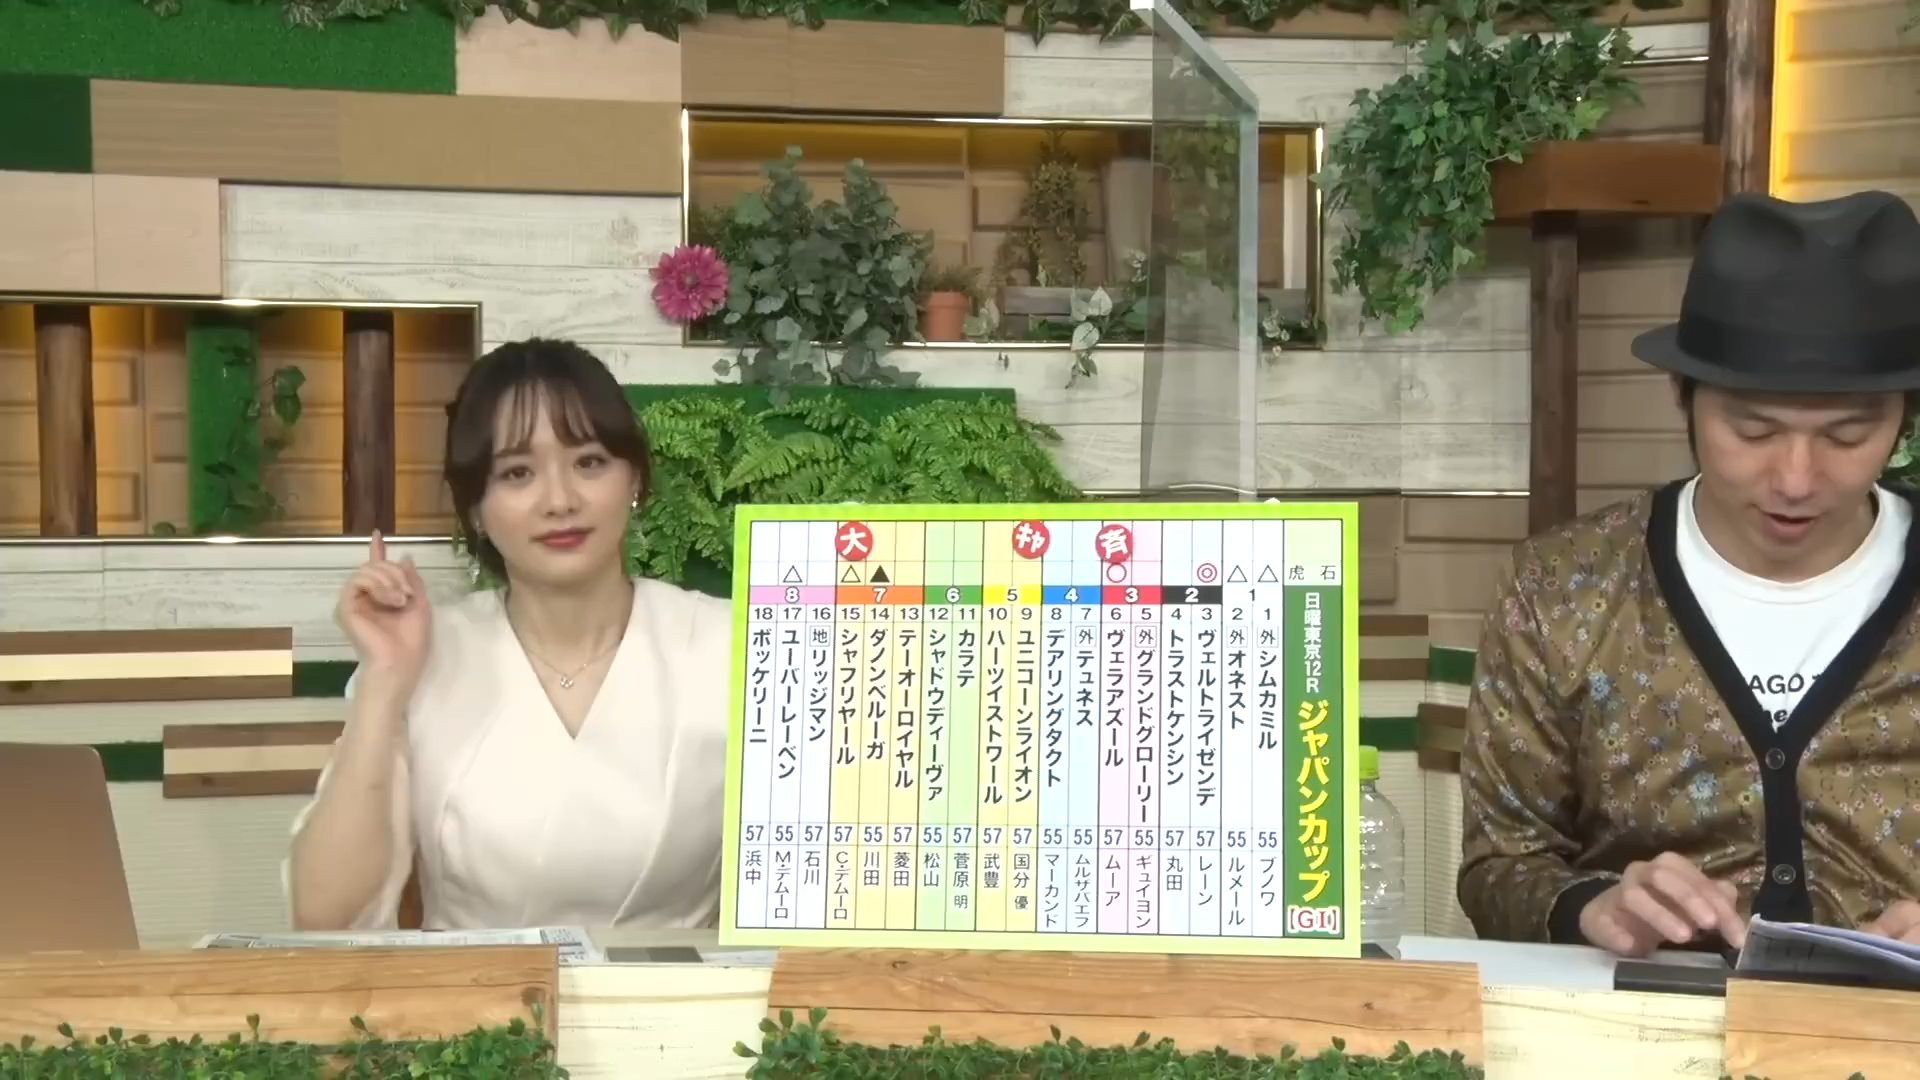 日曜東京12R ジャパンカップ [GI]
虎石
大
キャ
斉
△ △ ◎ ○ ▲ △ △
1 2 3 4 5 6 7 8
1 外 シムカミル 55 ブノワ
2 外 オネスト 55 ルメール
3 ヴェルトライゼンデ 57 レーン
4 トラストケンシン 57 丸田
5 外 グランドグローリー 55 ギュイヨン
6 ヴェラアズール 57 ムーア
7 外 テュネス 55 ムルザバエフ
8 デアリングタクト 55 マーカンド
9 ユニコーンライオン 57 国分優
10 ハーツイストワール 57 武豊
11 カラテ 57 菅原明
12 シャドウディーヴァ 55 松山
13 テーオーロイヤル 57 菱田
14 ダノンベルーガ 55 川田
15 シャフリヤール 57 C・デムーロ
16 地 リッジマン 57 石川
17 ユーバーレーベン 55 M・デムーロ
18 ボッケリーニ 57 浜中
AGO
he